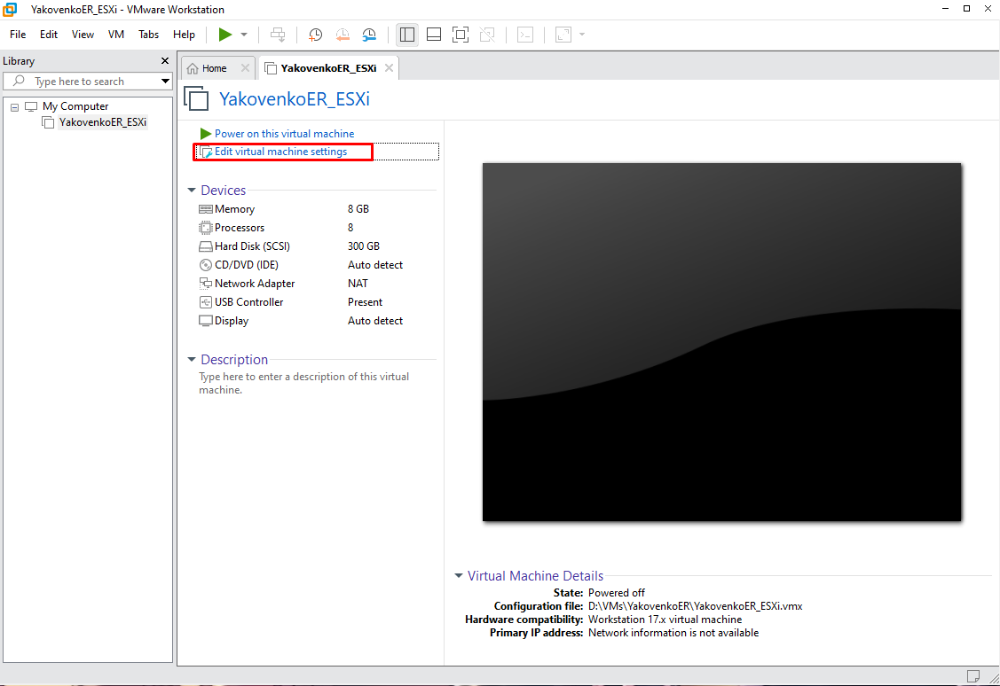 YakovenkoER_ESXi - VMware Workstation
File Edit View VM Tabs Help
Library
Type here to search
My Computer
YakovenkoER_ESXi
Home
YakovenkoER_ESXi
YakovenkoER_ESXi
Power on this virtual machine
Edit virtual machine settings
Devices
Memory 8 GB
Processors 8
Hard Disk (SCSI) 300 GB
CD/DVD (IDE) Auto detect
Network Adapter NAT
USB Controller Present
Display Auto detect
Description
Type here to enter a description of this virtual
machine.
Virtual Machine Details
State: Powered off
Configuration file: D:\VMs\YakovenkoER\YakovenkoER_ESXi.vmx
Hardware compatibility: Workstation 17.x virtual machine
Primary IP address: Network information is not available